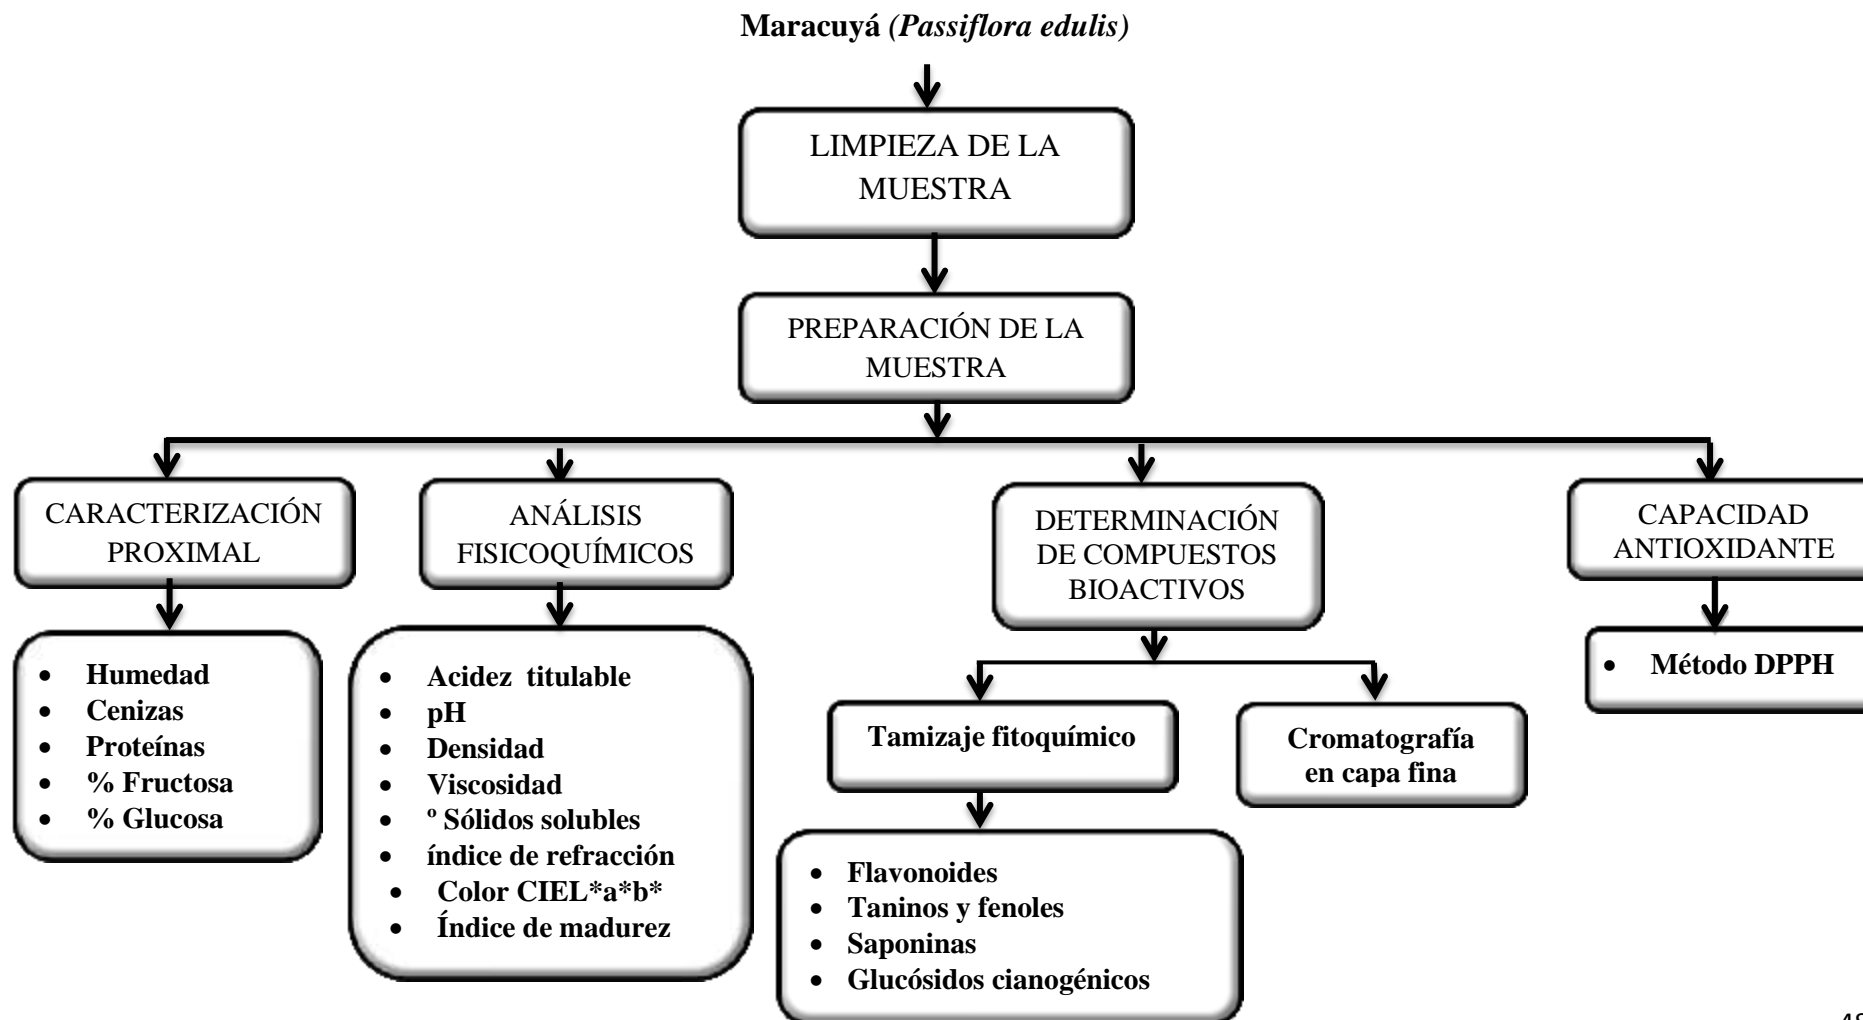 Maracuyá (Passiflora edulis)
LIMPIEZA DE LA
MUESTRA
PREPARACIÓN DE LA
MUESTRA
CARACTERIZACIÓN
PROXIMAL
• Humedad
• Cenizas
• Proteínas
• % Fructosa
• % Glucosa
ANÁLISIS
FISICOQUÍMICOS
• Acidez titulable
• pH
• Densidad
• Viscosidad
• º Sólidos solubles
• índice de refracción
• Color CIEL*a*b*
• Índice de madurez
DETERMINACIÓN
DE COMPUESTOS
BIOACTIVOS
Tamizaje fitoquímico
• Flavonoides
• Taninos y fenoles
• Saponinas
• Glucósidos cianogénicos
Cromatografía
en capa fina
CAPACIDAD
ANTIOXIDANTE
• Método DPPH